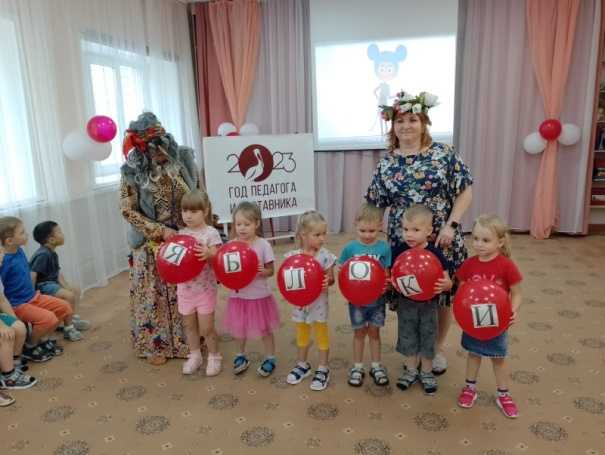 2023
ГОД ПЕДАГОГА
И НАСТАВНИКА
Я Б Л О К И